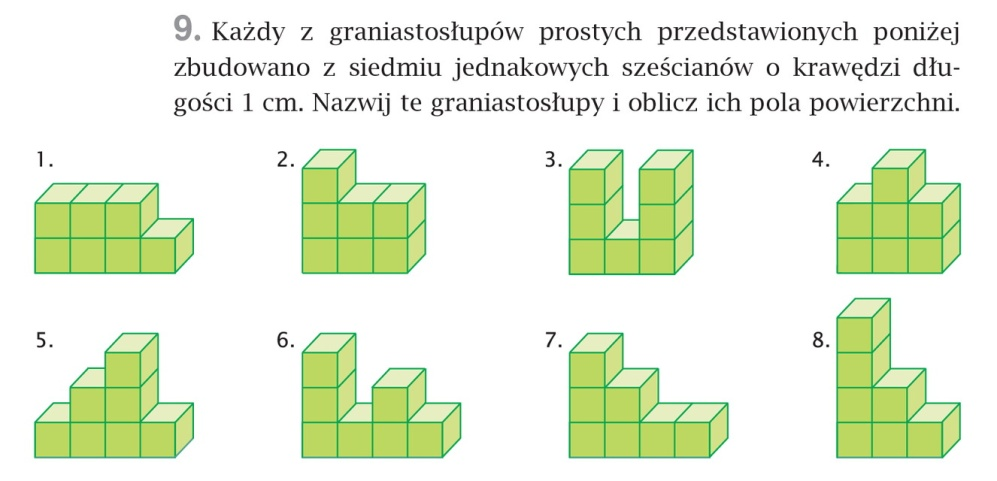 9. Każdy z graniastosłupów prostych przedstawionych poniżej
zbudowano z siedmiu jednakowych sześcianów o krawędzi dłu-
gości 1 cm. Nazwij te graniastosłupy i oblicz ich pola powierzchni.
1.
2.
3.
4.
5.
6.
7.
8.